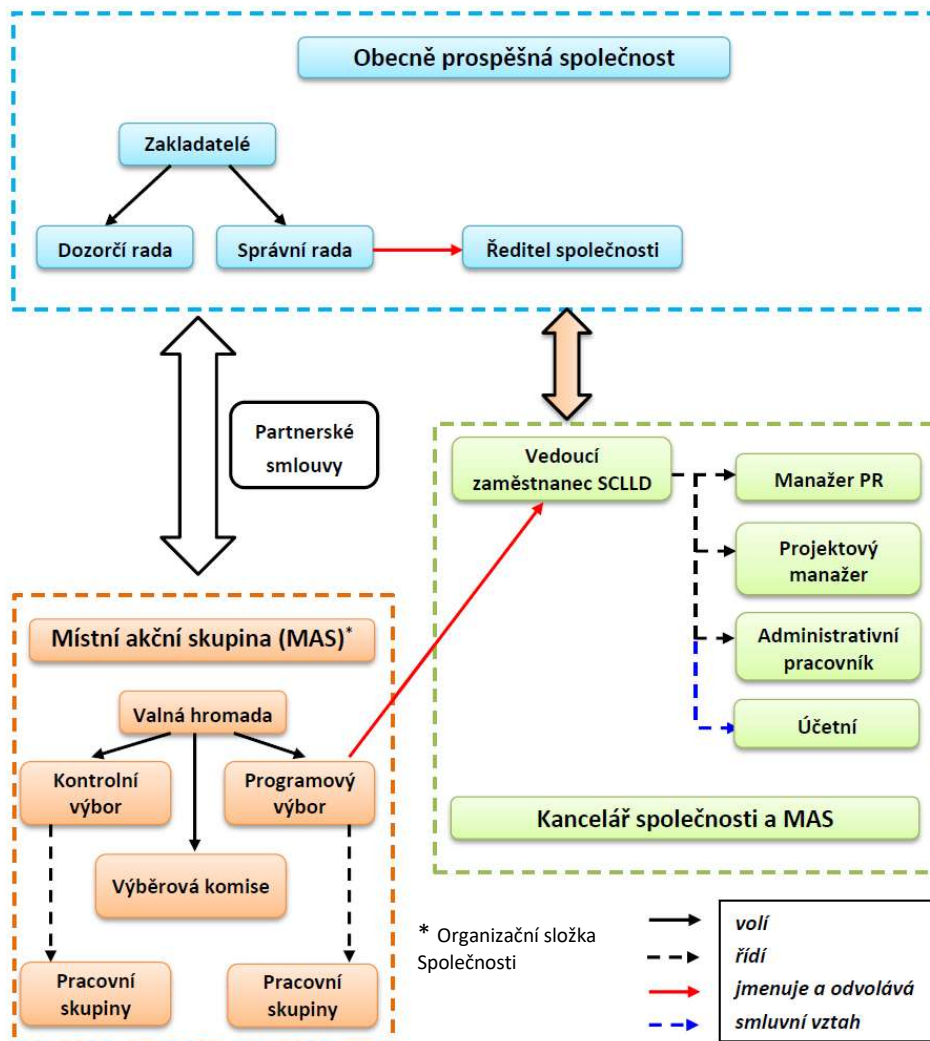 Obecně prospěšná společnost
Zakladatelé
Dozorčí rada
Správní rada
Ředitel společnosti
Partnerské
smlouvy
Vedoucí
zaměstnanec SCLLD
Manažer PR
Projektový
manažer
Administrativní
pracovník
Účetní
Kancelář společnosti a MAS
Místní akční skupina (MAS)*
Valná hromada
Kontrolní
výbor
Programový
výbor
Výběrová komise
Pracovní
skupiny
Pracovní
skupiny
* Organizační složka
Společnosti
volí
řídí
jmenuje a odvolává
smluvní vztah